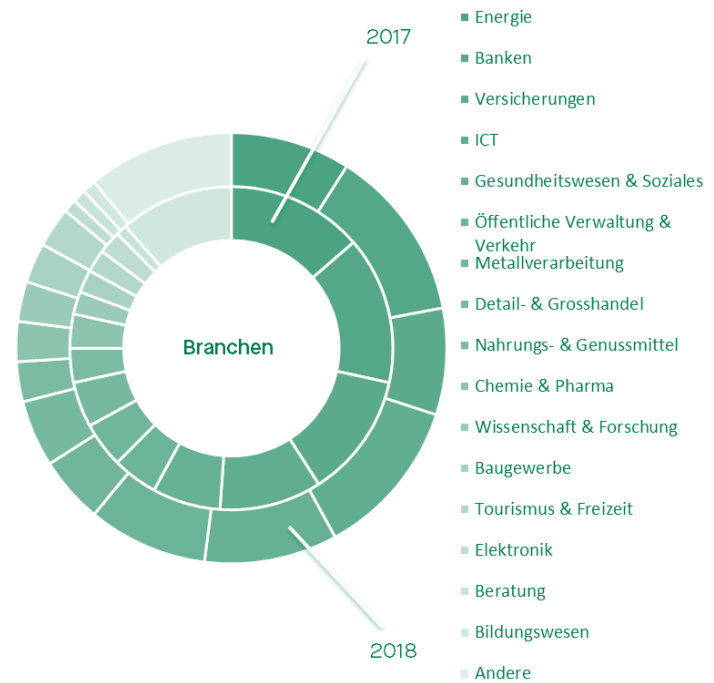 2017
Branchen
2018
Energie
Banken
Versicherungen
ICT
Gesundheitswesen & Soziales
Öffentliche Verwaltung &
Verkehr
Metallverarbeitung
Detail- & Grosshandel
Nahrungs- & Genussmittel
Chemie & Pharma
Wissenschaft & Forschung
Baugewerbe
Tourismus & Freizeit
Elektronik
Beratung
Bildungswesen
Andere